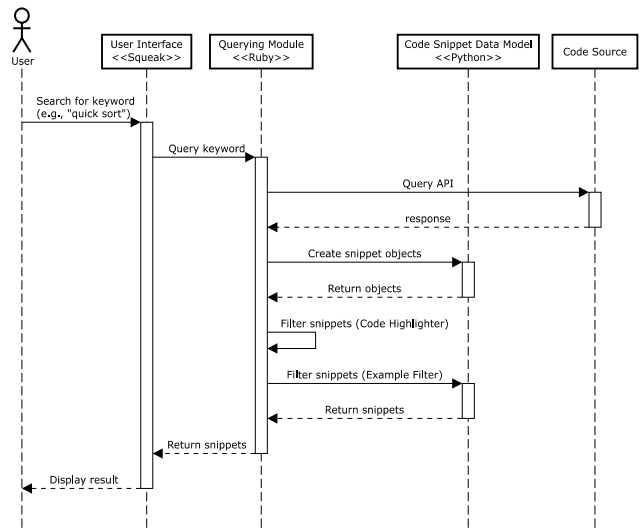 User
User Interface
<<Squeak>>
Querying Module
<<Ruby>>
Code Snippet Data Model
<<Python>>
Code Source
Search for keyword
(e.g., "quick sort")
Query keyword
Query API
response
Create snippet objects
Return objects
Filter snippets (Code Highlighter)
Filter snippets (Example Filter)
Return snippets
Return snippets
Display result